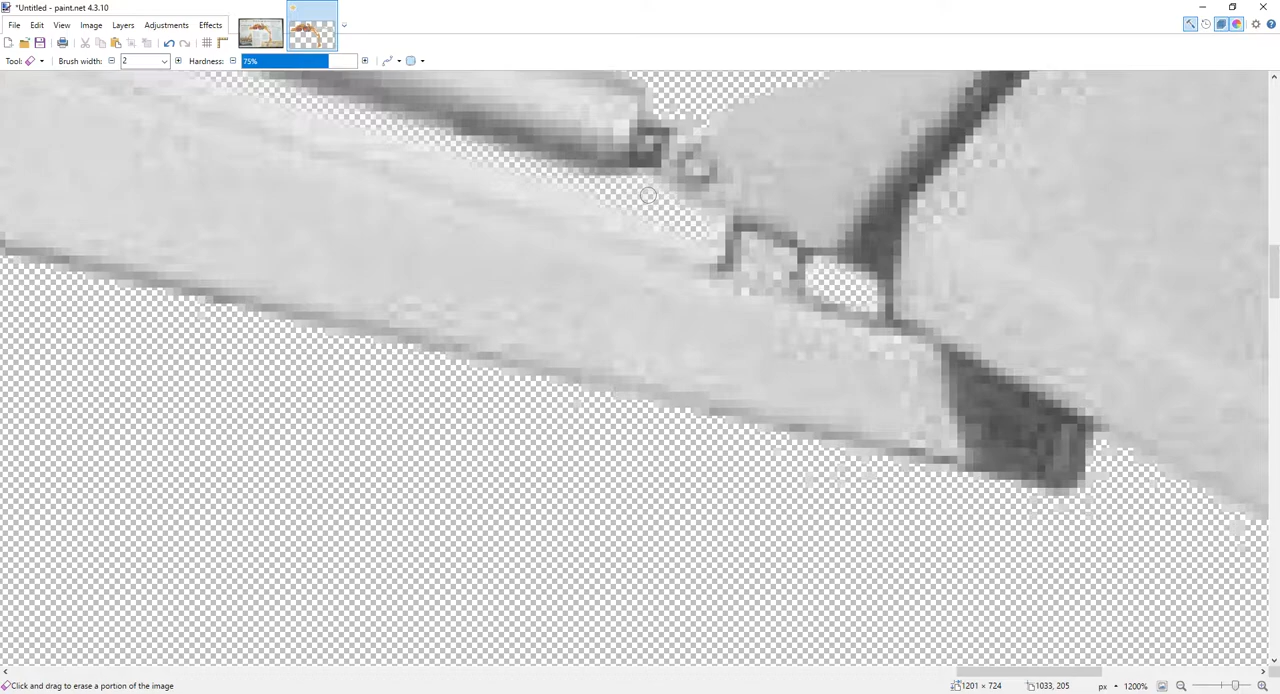 *Untitled - paint.net 4.3.10
File Edit View Image Layers Adjustments Effects
Tool: Brush width: 2 Hardness: 75%
Click and drag to erase a portion of the image 1201 × 724 1033, 205 px 1200%